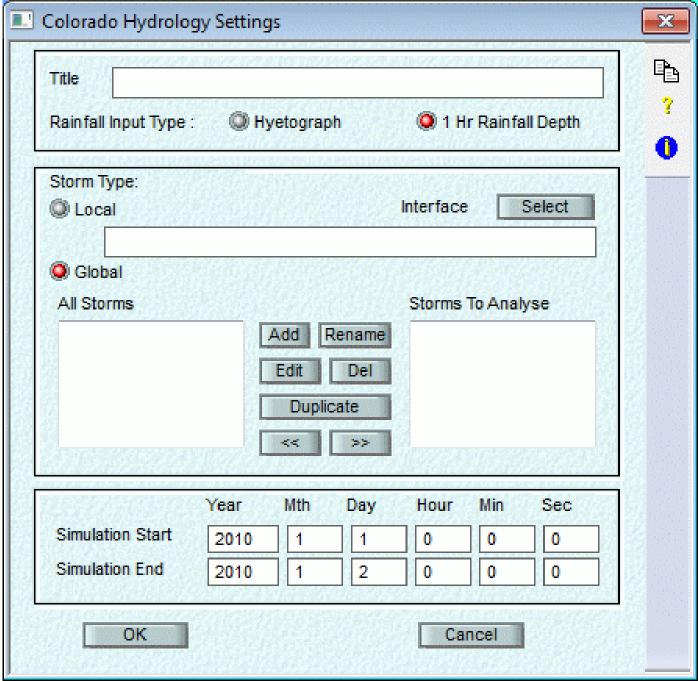 Colorado Hydrology Settings
Title
Rainfall Input Type : Hyetograph 1 Hr Rainfall Depth
?
i
Storm Type:
Local Interface Select
Global
All Storms Storms To Analyse
Add Rename
Edit Del
Duplicate
<< >>
Year Mth Day Hour Min Sec
Simulation Start 2010 1 1 0 0 0
Simulation End 2010 1 2 0 0 0
OK Cancel